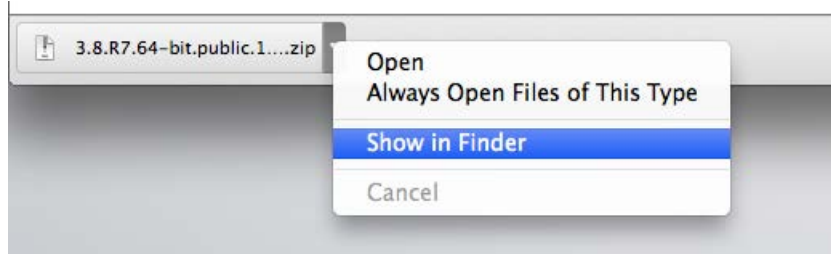 3.8.R7.64-bit.public.1....zip
Open
Always Open Files of This Type
Show in Finder
Cancel